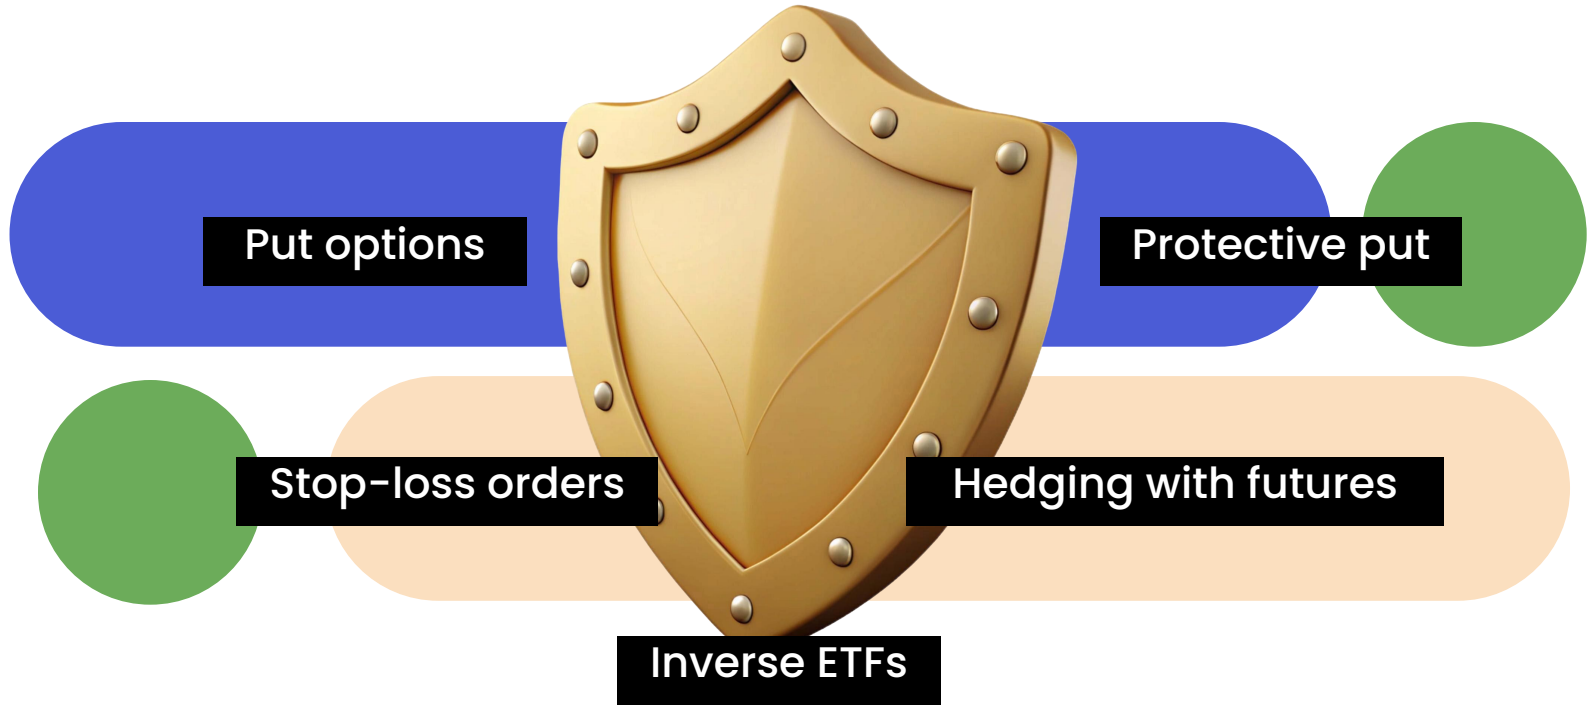 Put options
Protective put
Stop-loss orders
Hedging with futures
Inverse ETFs